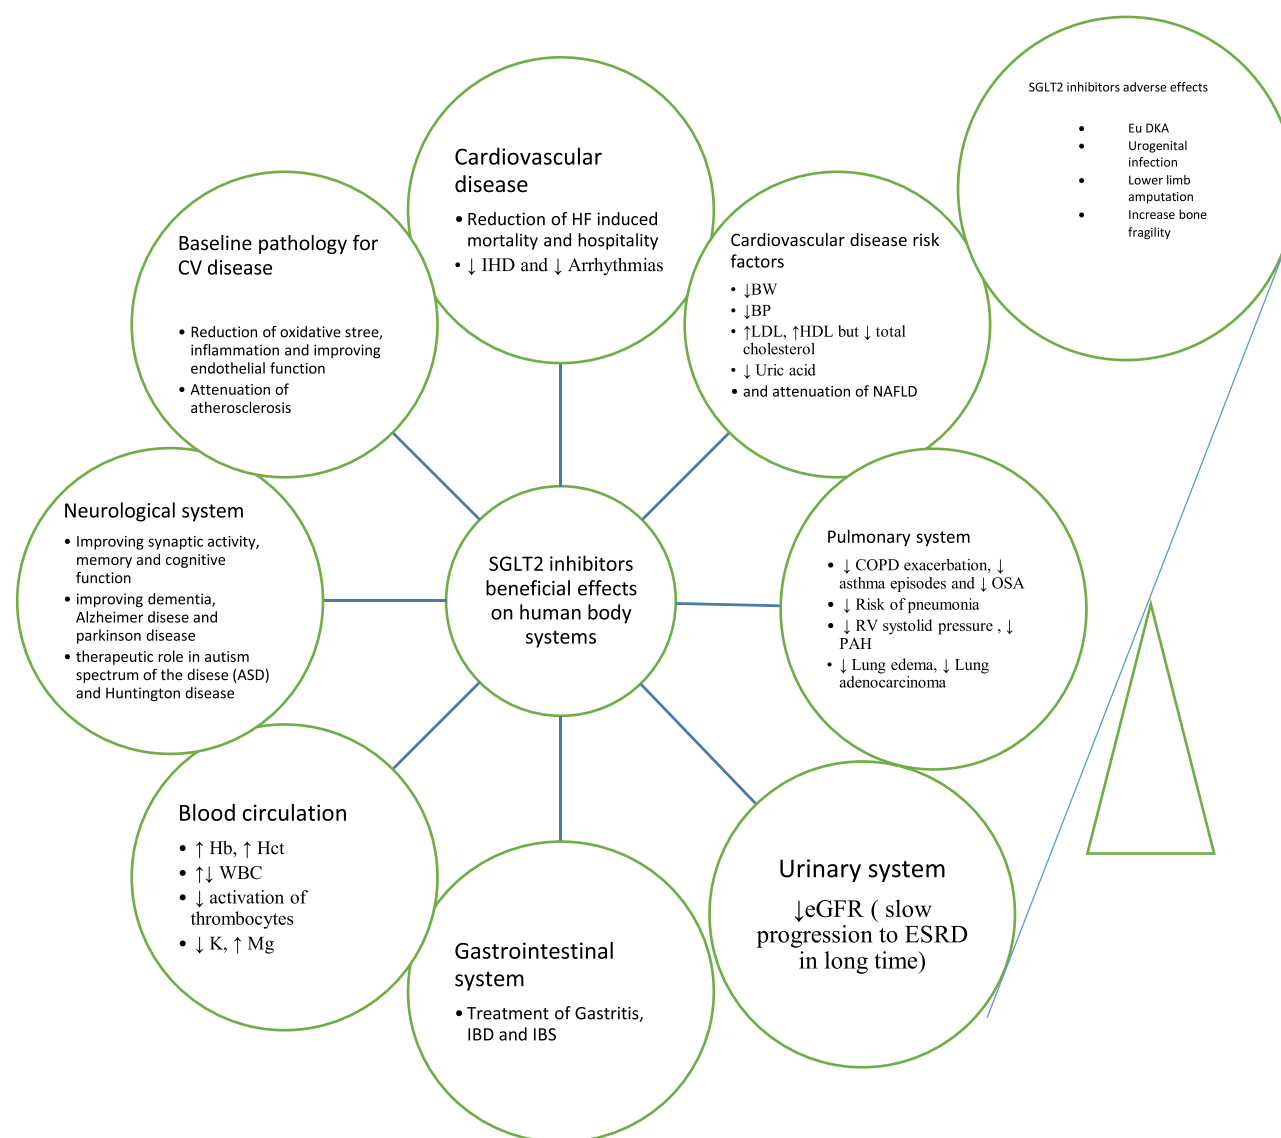 SGLT2 inhibitors adverse effects
• Eu DKA
• Urogenital
infection
• Lower limb
amputation
• Increase bone
fragility
Cardiovascular
disease
• Reduction of HF induced
mortality and hospitality
• ↓ IHD and ↓ Arrhythmias
Cardiovascular disease risk
factors
• ↓BW
• ↓BP
• ↑LDL, ↑HDL but ↓ total
cholesterol
• ↓ Uric acid
• and attenuation of NAFLD
Baseline pathology for
CV disease
• Reduction of oxidative stree,
inflammation and improving
endothelial function
• Attenuation of
atherosclerosis
Neurological system
• Improving synaptic activity,
memory and cognitive
function
• improving dementia,
Alzheimer disese and
parkinson disease
• therapeutic role in autism
spectrum of the disese (ASD)
and Huntington disease
SGLT2 inhibitors
beneficial effects
on human body
systems
Pulmonary system
• ↓ COPD exacerbation, ↓
asthma episodes and ↓ OSA
• ↓ Risk of pneumonia
• ↓ RV systolid pressure , ↓
PAH
• ↓ Lung edema, ↓ Lung
adenocarcinoma
Blood circulation
• ↑ Hb, ↑ Hct
• ↑↓ WBC
• ↓ activation of
thrombocytes
• ↓ K, ↑ Mg
Gastrointestinal
system
• Treatment of Gastritis,
IBD and IBS
Urinary system
↓eGFR ( slow
progression to ESRD
in long time)